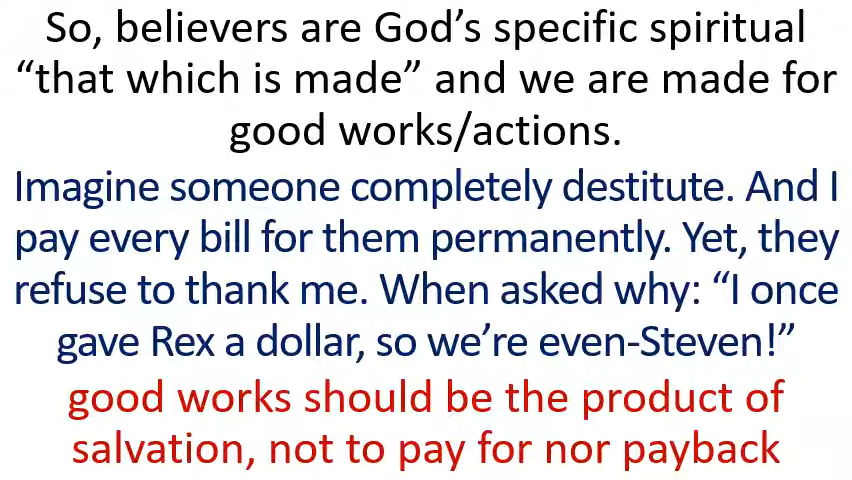 So, believers are God’s specific spiritual
“that which is made” and we are made for
good works/actions.
Imagine someone completely destitute. And I
pay every bill for them permanently. Yet, they
refuse to thank me. When asked why: “I once
gave Rex a dollar, so we’re even-Steven!”
good works should be the product of
salvation, not to pay for nor payback